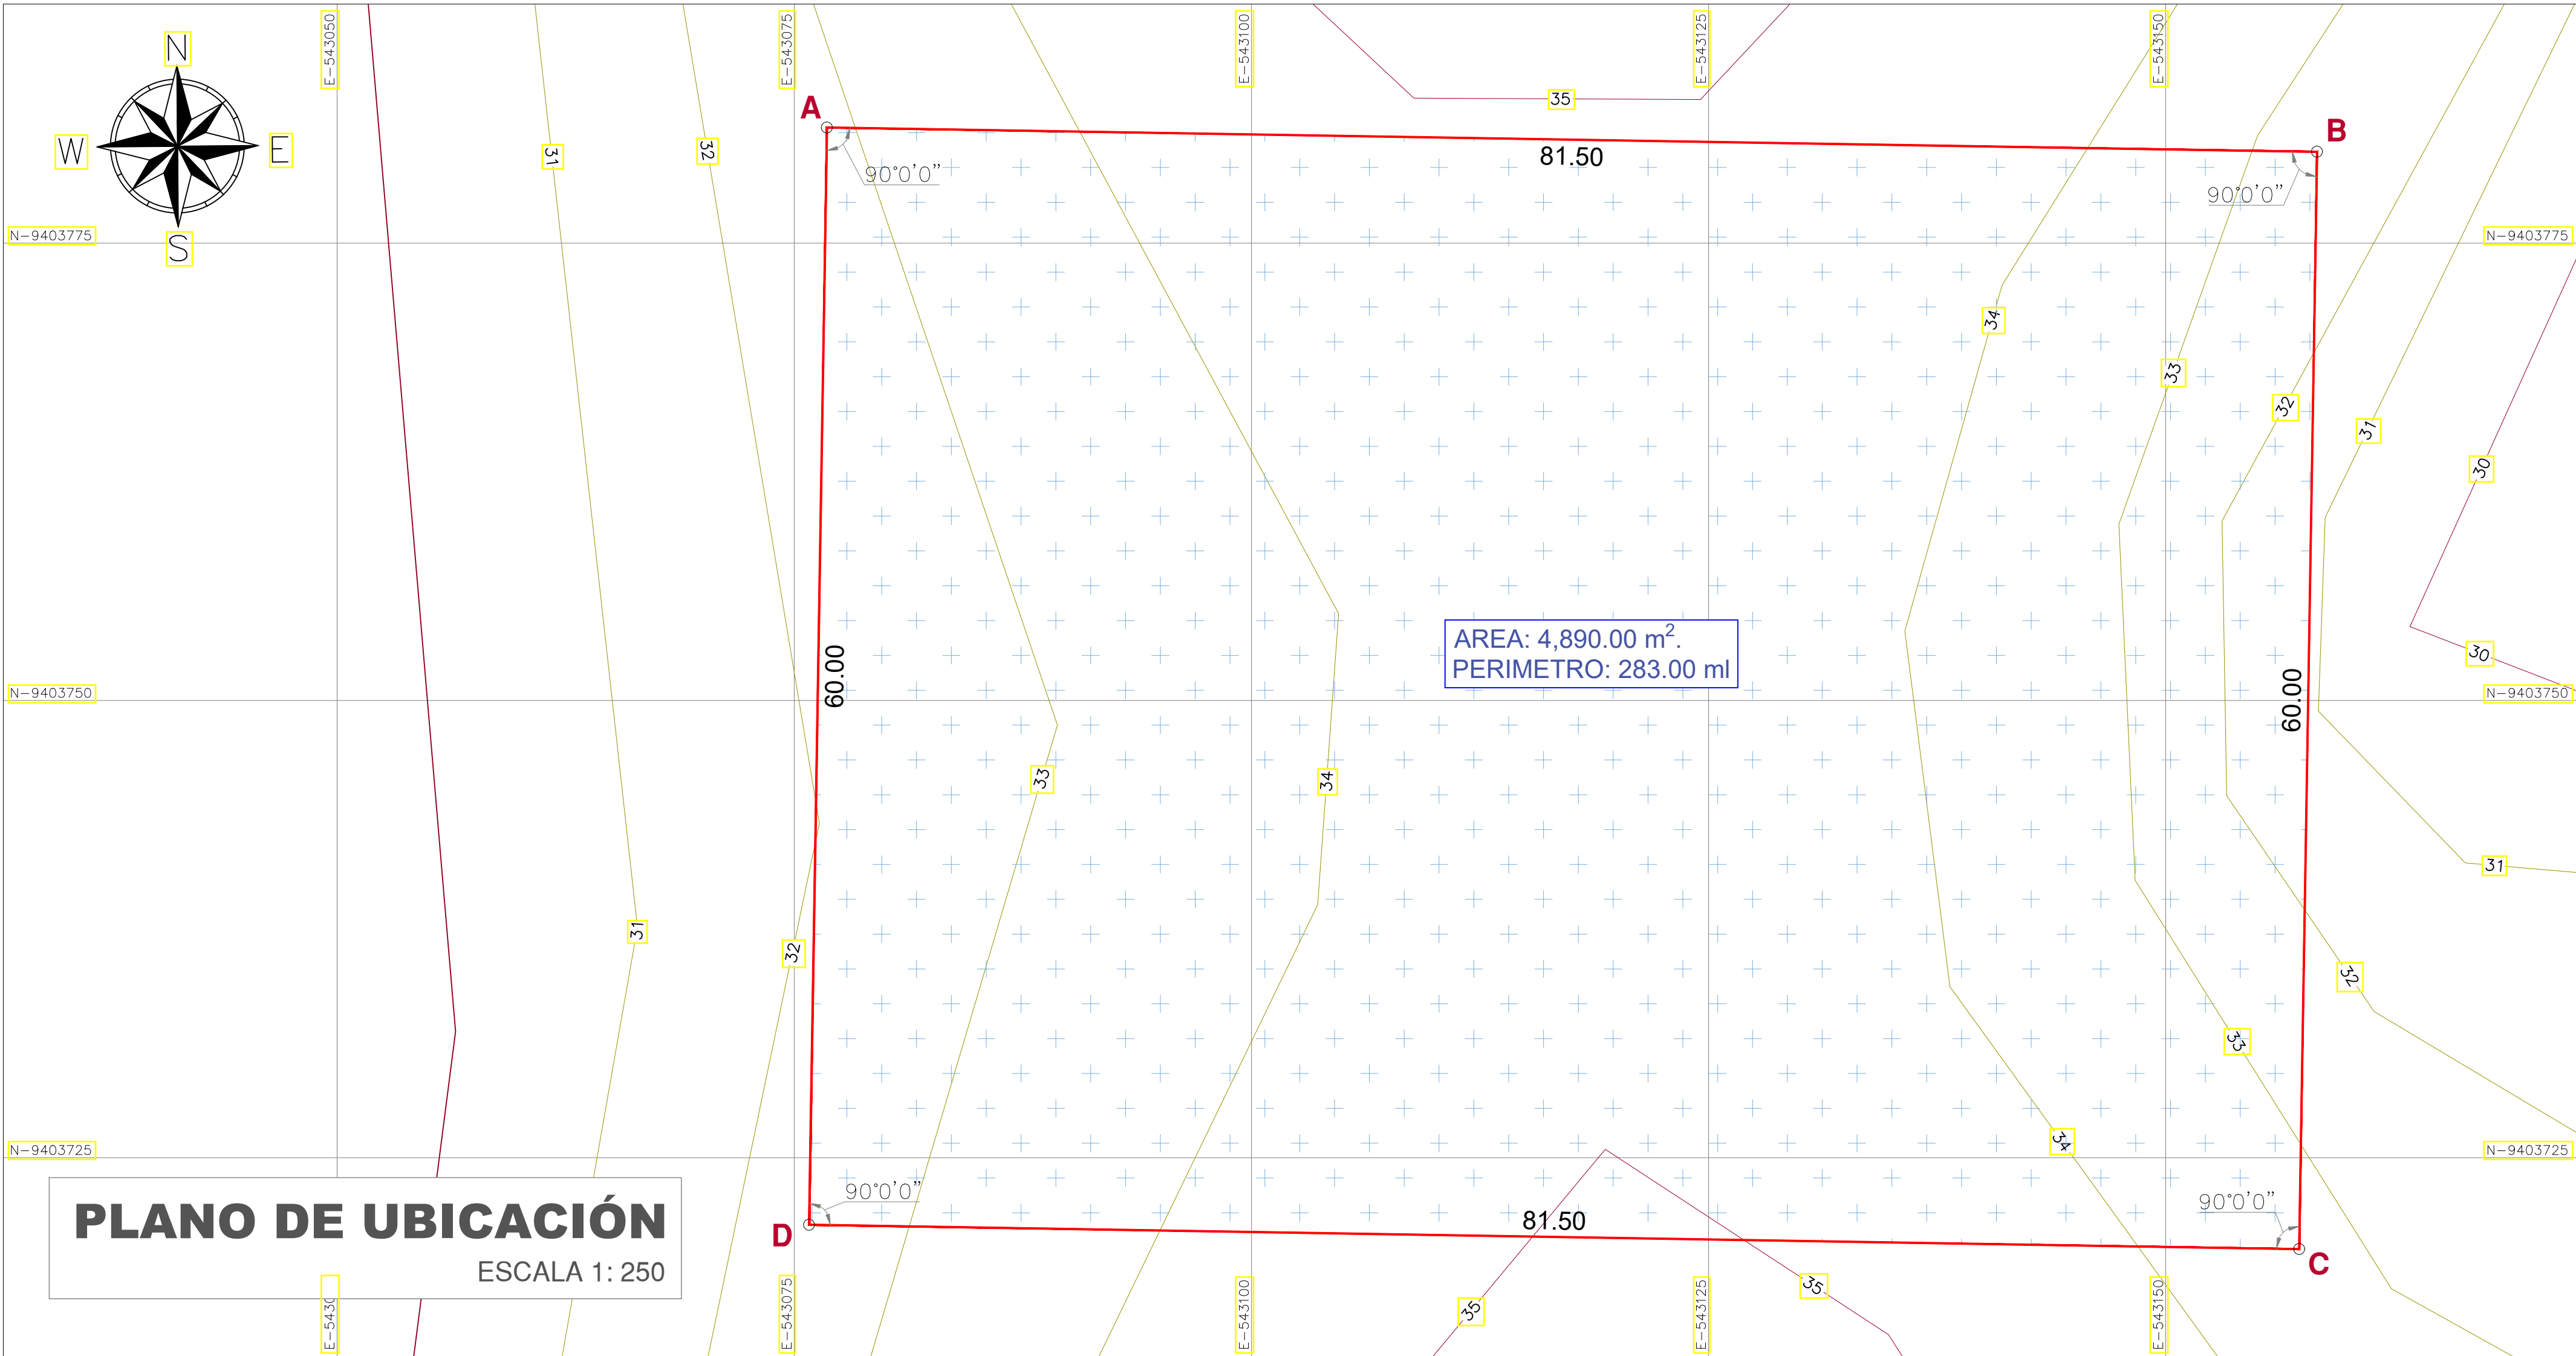 E-543050
E-543075
E-543100
E-543125
E-543150
N
W
E
S
31
32
35
A
B
81.50
90°0'0"
90°0'0"
N-9403775
N-9403775
34
33
32
31
30
AREA: 4,890.00 m².
PERIMETRO: 283.00 ml
60.00
60.00
30
N-9403750
N-9403750
33
34
31
31
32
32
33
34
N-9403725
N-9403725
90°0'0"
90°0'0"
D
81.50
C
PLANO DE UBICACIÓN
ESCALA 1: 250
35
35
E-5430
E-543075
E-543100
E-543125
E-543150